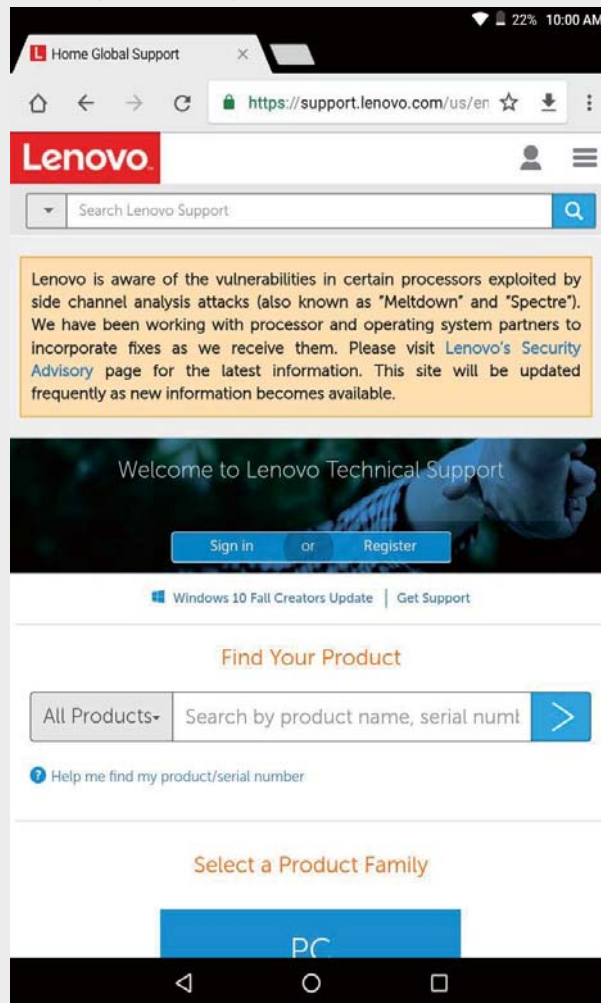 22% 10:00 AM
L Home Global Support
https://support.lenovo.com/us/en
Lenovo
Search Lenovo Support
Lenovo is aware of the vulnerabilities in certain processors exploited by
side channel analysis attacks (also known as "Meltdown" and "Spectre").
We have been working with processor and operating system partners to
incorporate fixes as we receive them. Please visit Lenovo's Security
Advisory page for the latest information. This site will be updated
frequently as new information becomes available.
Welcome to Lenovo Technical Support
Sign in or Register
Windows 10 Fall Creators Update | Get Support
Find Your Product
All Products Search by product name, serial numb
? Help me find my product/serial number
Select a Product Family
PC